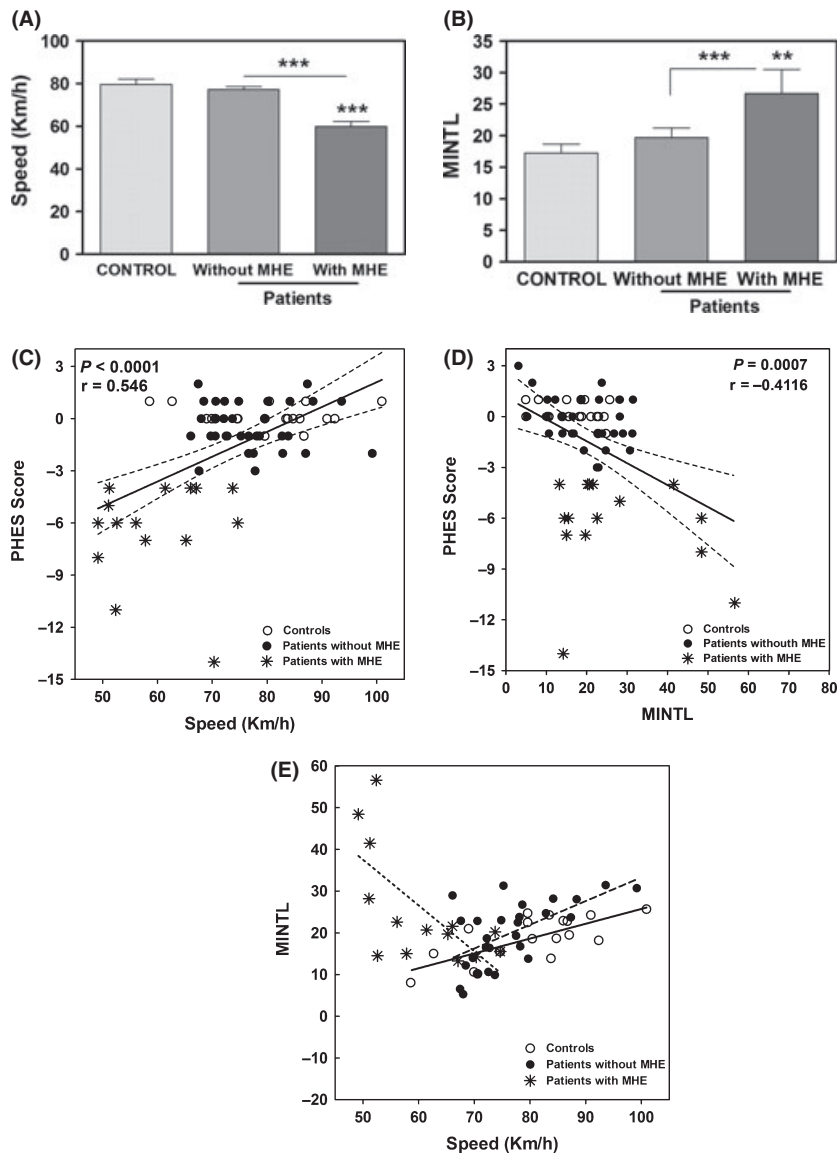 (A)
Speed (Km/h)
100
80
60
40
20
0
***
***
CONTROL Without MHE With MHE
Patients
(B)
MINTL
35
30
25
20
15
10
5
0
*** **
CONTROL Without MHE With MHE
Patients
(C)
P < 0.0001
r = 0.546
PHES Score
3
0
−3
−6
−9
−12
−15
Controls
Patients without MHE
Patients with MHE
50 60 70 80 90 100
Speed (Km/h)
(D)
P = 0.0007
r = −0.4116
PHES Score
3
0
−3
−6
−9
−12
−15
Controls
Patients withouth MHE
Patients with MHE
0 10 20 30 40 50 60 70 80
MINTL
(E)
MINTL
60
50
40
30
20
10
0
−10
−20
Controls
Patients without MHE
Patients with MHE
50 60 70 80 90 100
Speed (Km/h)